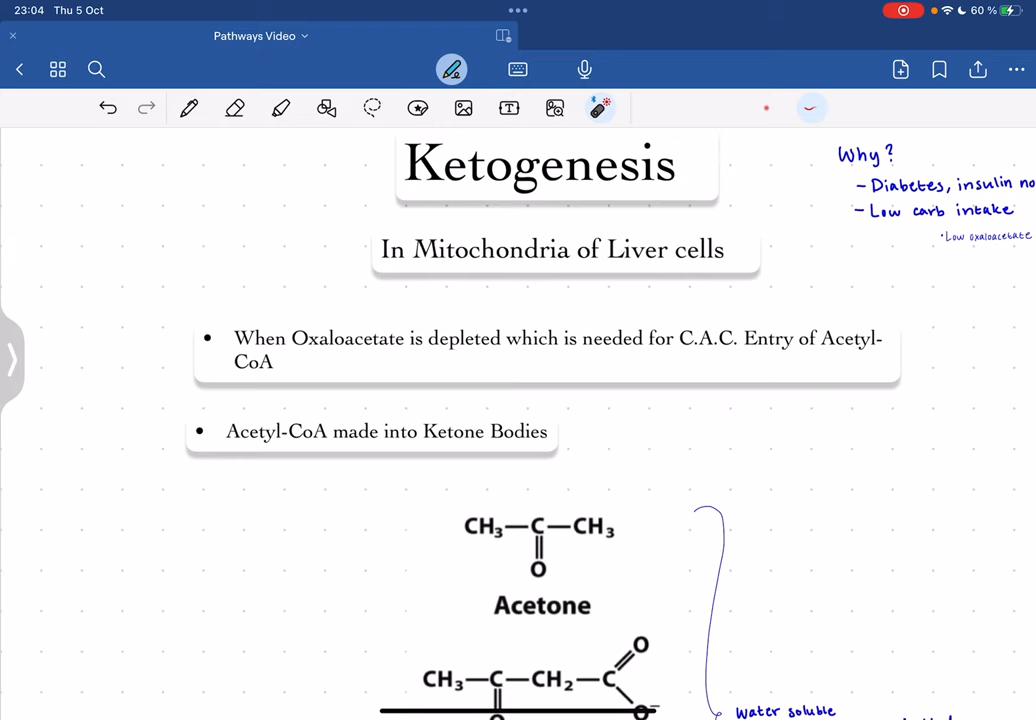 23:04 Thu 5 Oct
60 %
Pathways Video
Ketogenesis
Why?
- Diabetes, insulin no
- Low carb intake
• Low oxaloacetate
In Mitochondria of Liver cells
• When Oxaloacetate is depleted which is needed for C.A.C. Entry of Acetyl-
CoA
• Acetyl-CoA made into Ketone Bodies
CH₃—C—CH₃
O
Acetone
O
CH₃—C—CH₂—C
O⁻
O
water soluble